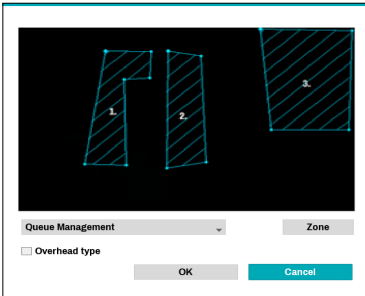 1.
2.
3.
Queue Management
Zone
Overhead type
OK
Cancel